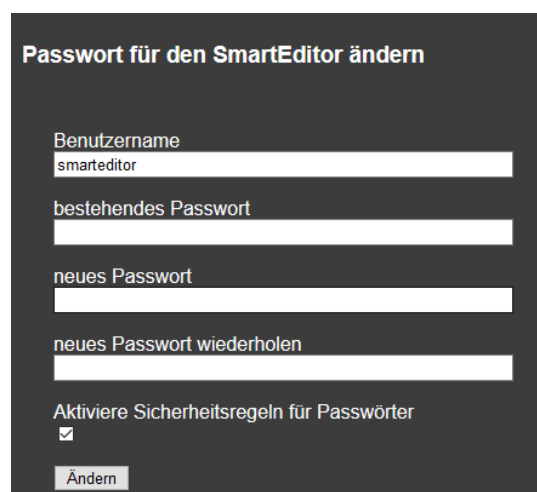 Passwort für den SmartEditor ändern
Benutzername
smarteditor
bestehendes Passwort
neues Passwort
neues Passwort wiederholen
Aktiviere Sicherheitsregeln für Passwörter
Ändern